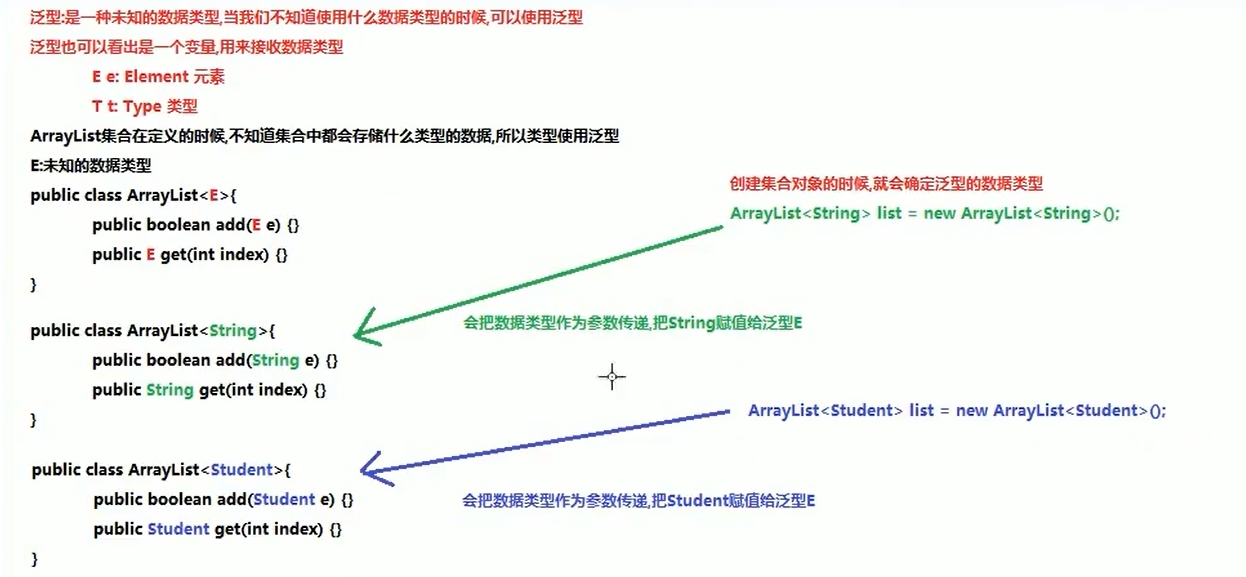 泛型:是一种未知的数据类型,当我们不知道使用什么数据类型的时候,可以使用泛型
泛型也可以看出是一个变量,用来接收数据类型
E e: Element 元素
T t: Type 类型
ArrayList集合在定义的时候,不知道集合中都会存储什么类型的数据,所以类型使用泛型
E:未知的数据类型
public class ArrayList<E>{
public boolean add(E e) {}
public E get(int index) {}
}
创建集合对象的时候,就会确定泛型的数据类型
ArrayList<String> list = new ArrayList<String>();
会把数据类型作为参数传递,把String赋值给泛型E
public class ArrayList<String>{
public boolean add(String e) {}
public String get(int index) {}
}
ArrayList<Student> list = new ArrayList<Student>();
会把数据类型作为参数传递,把Student赋值给泛型E
public class ArrayList<Student>{
public boolean add(Student e) {}
public Student get(int index) {}
}